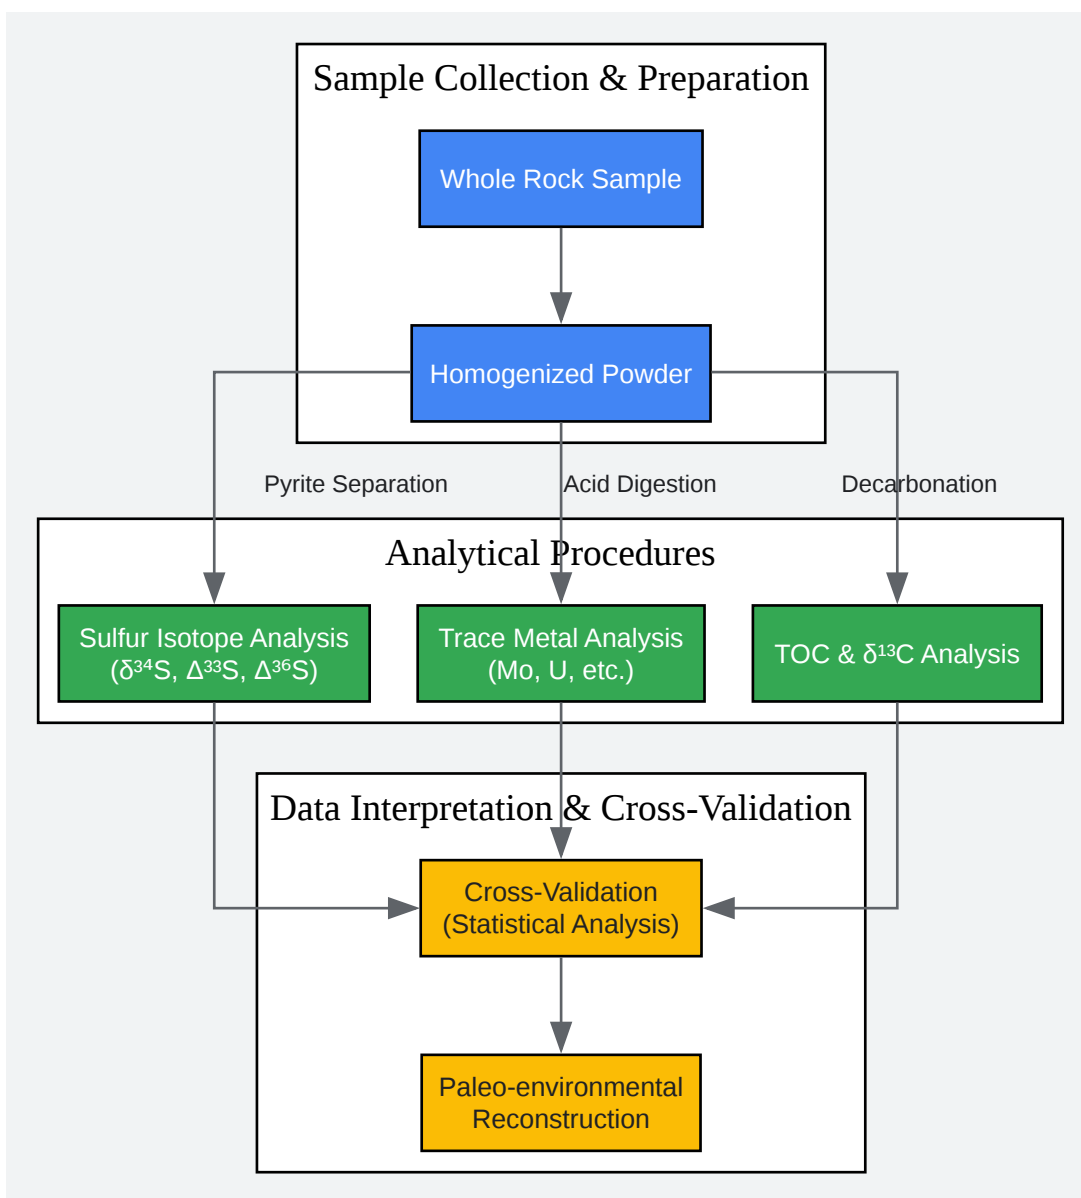 Sample Collection & Preparation
Whole Rock Sample
Homogenized Powder
Pyrite Separation
Acid Digestion
Decarbonation
Analytical Procedures
Sulfur Isotope Analysis
(δ³⁴S, Δ³³S, Δ³⁶S)
Trace Metal Analysis
(Mo, U, etc.)
TOC & δ¹³C Analysis
Data Interpretation & Cross-Validation
Cross-Validation
(Statistical Analysis)
Paleo-environmental
Reconstruction